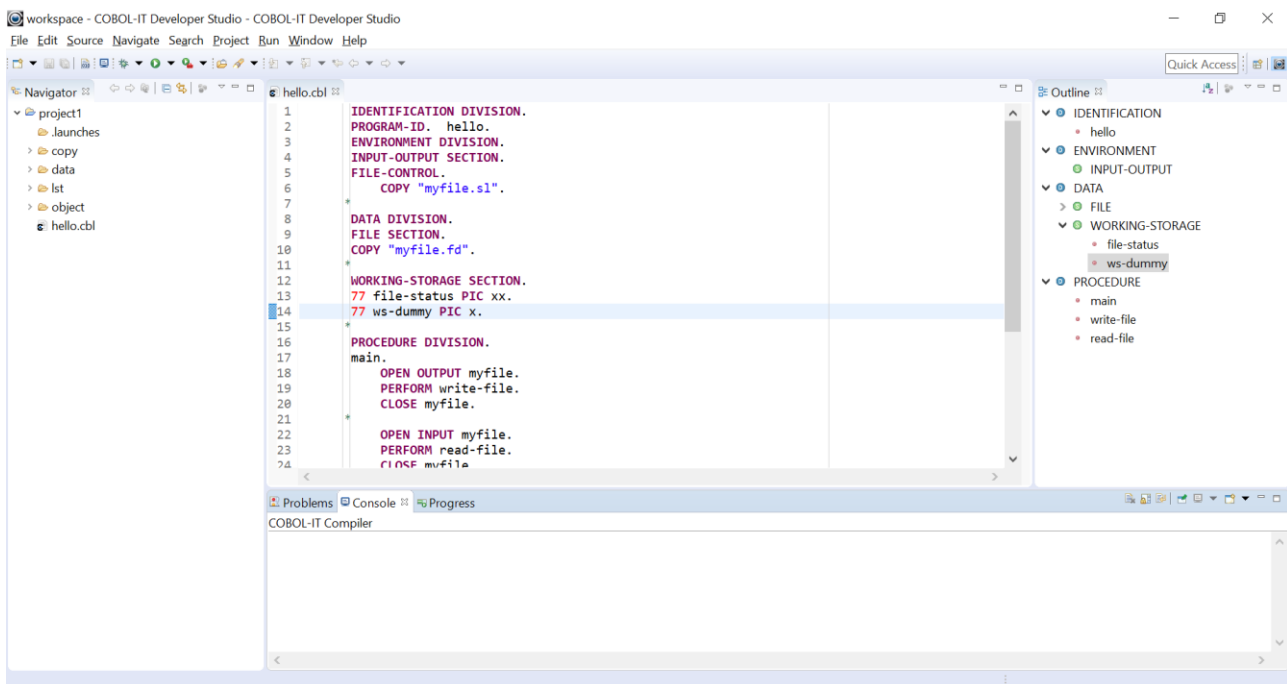 workspace - COBOL-IT Developer Studio - COBOL-IT Developer Studio
File Edit Source Navigate Search Project Run Window Help
Quick Access
Navigator
project1
.launches
copy
data
lst
object
hello.cbl
hello.cbl
1 IDENTIFICATION DIVISION.
2 PROGRAM-ID. hello.
3 ENVIRONMENT DIVISION.
4 INPUT-OUTPUT SECTION.
5 FILE-CONTROL.
6 COPY "myfile.sl".
7 *
8 DATA DIVISION.
9 FILE SECTION.
10 COPY "myfile.fd".
11 *
12 WORKING-STORAGE SECTION.
13 77 file-status PIC xx.
14 77 ws-dummy PIC x.
15 *
16 PROCEDURE DIVISION.
17 main.
18 OPEN OUTPUT myfile.
19 PERFORM write-file.
20 CLOSE myfile.
21 *
22 OPEN INPUT myfile.
23 PERFORM read-file.
24 CLOSE myfile
Outline
IDENTIFICATION
hello
ENVIRONMENT
INPUT-OUTPUT
DATA
FILE
WORKING-STORAGE
file-status
ws-dummy
PROCEDURE
main
write-file
read-file
Problems Console Progress
COBOL-IT Compiler